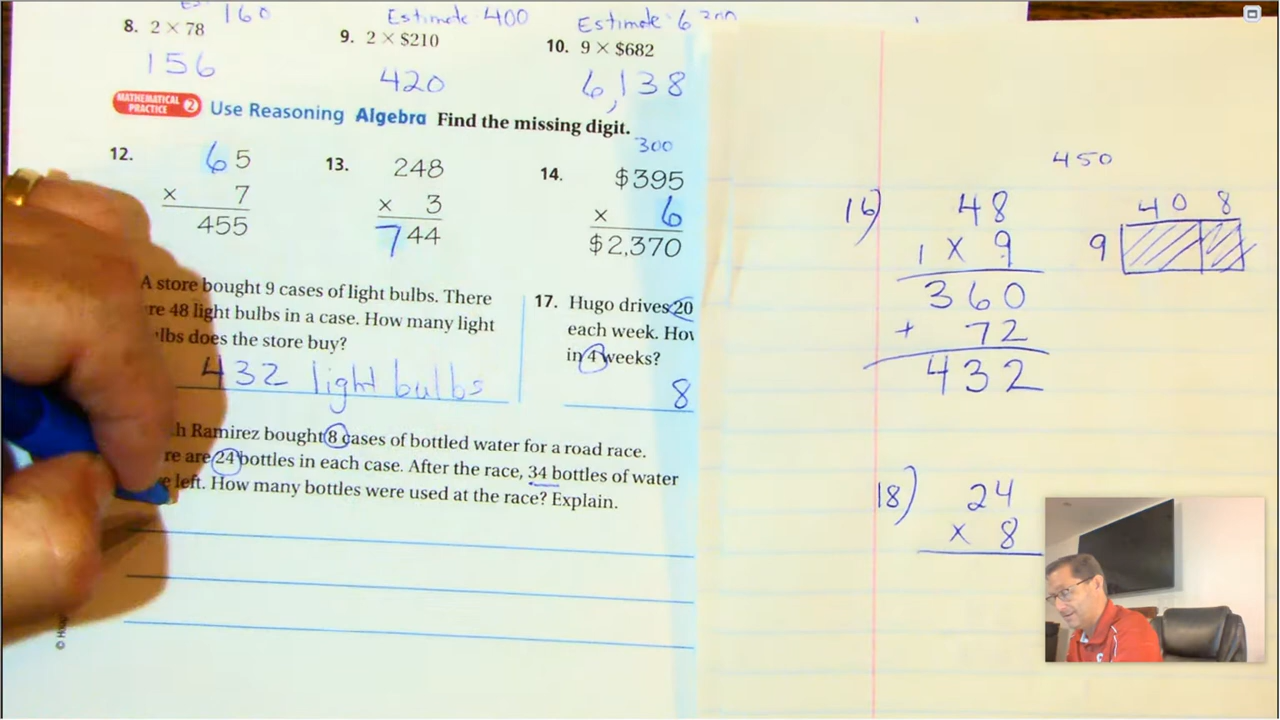 160
Estimate 400
Estimate 6200
8. 2 × 78
9. 2 × $210
10. 9 × $682
156
420
6,138
MATHEMATICAL PRACTICE 2 Use Reasoning Algebra Find the missing digit.
12. 65
× 7
455
13. 248
× 3
744
300
14. $395
× 6
$2,370
A store bought 9 cases of light bulbs. There
re 48 light bulbs in a case. How many light
lbs does the store buy?
432 light bulbs
17. Hugo drives 20
each week. How
in 4 weeks?
8
h Ramirez bought 8 cases of bottled water for a road race.
re are 24 bottles in each case. After the race, 34 bottles of water
e left. How many bottles were used at the race? Explain.
450
16) 48
1 × 9
360
+ 72
432
40 8
9
18) 24
× 8